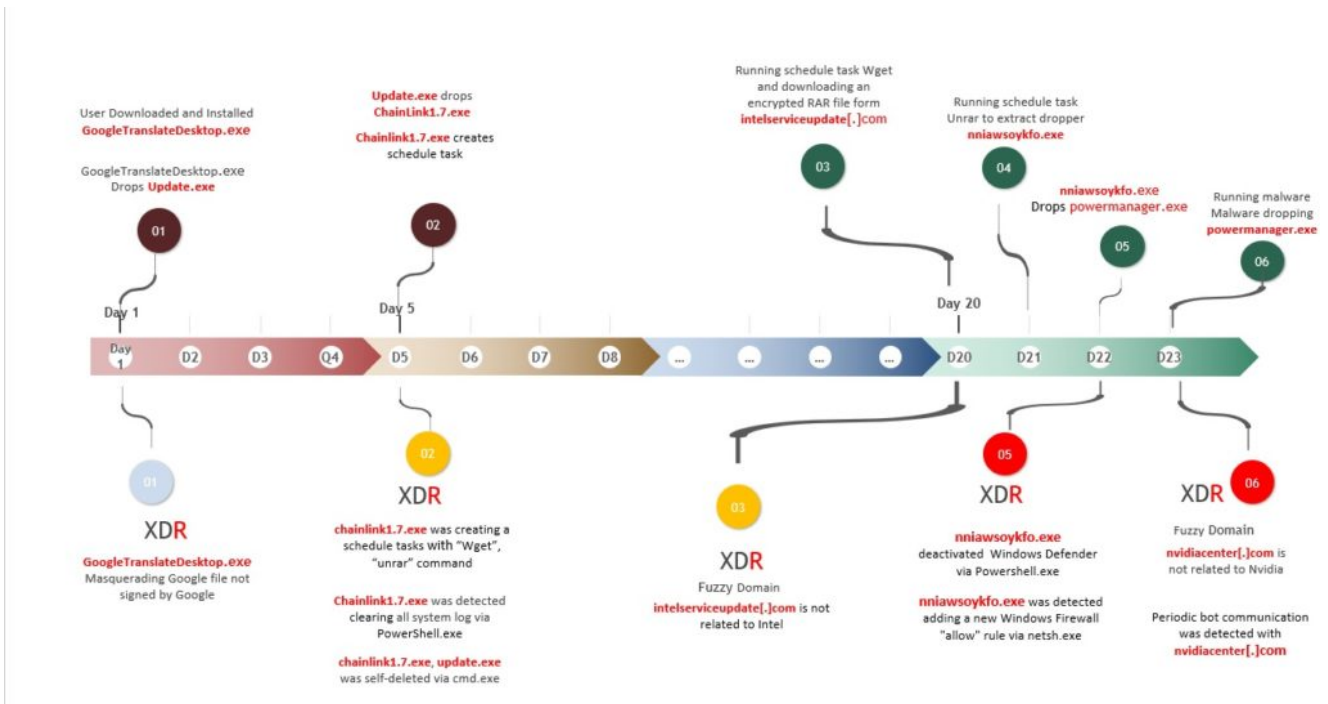 User Downloaded and Installed
GoogleTranslateDesktop.exe
GoogleTranslateDesktop.exe
Drops Update.exe
01
Update.exe drops
ChainLink1.7.exe
Chainlink1.7.exe creates
schedule task
02
Running schedule task Wget
and downloading an
encrypted RAR file form
intelserviceupdate[.]com
03
Running schedule task
Unrar to extract dropper
nniawsoykfo.exe
04
nniawsoykfo.exe
Drops powermanager.exe
05
Running malware
Malware dropping
powermanager.exe
06
Day 1
Day 5
Day 20
Day
1
D2
D3
Q4
D5
D6
D7
D8
...
...
...
...
D20
D21
D22
D23
01
XDR
GoogleTranslateDesktop.exe
Masquerading Google file not
signed by Google
02
XDR
chainlink1.7.exe was creating a
schedule tasks with "Wget",
"unrar" command
Chainlink1.7.exe was detected
clearing all system log via
PowerShell.exe
chainlink1.7.exe, update.exe
was self-deleted via cmd.exe
03
XDR
Fuzzy Domain
intelserviceupdate[.]com is not
related to Intel
05
XDR
nniawsoykfo.exe
deactivated Windows Defender
via Powershell.exe
nniawsoykfo.exe was detected
adding a new Windows Firewall
"allow" rule via netsh.exe
06
XDR
Fuzzy Domain
nvidiacenter[.]com is
not related to Nvidia
Periodic bot communication
was detected with
nvidiacenter[.]com